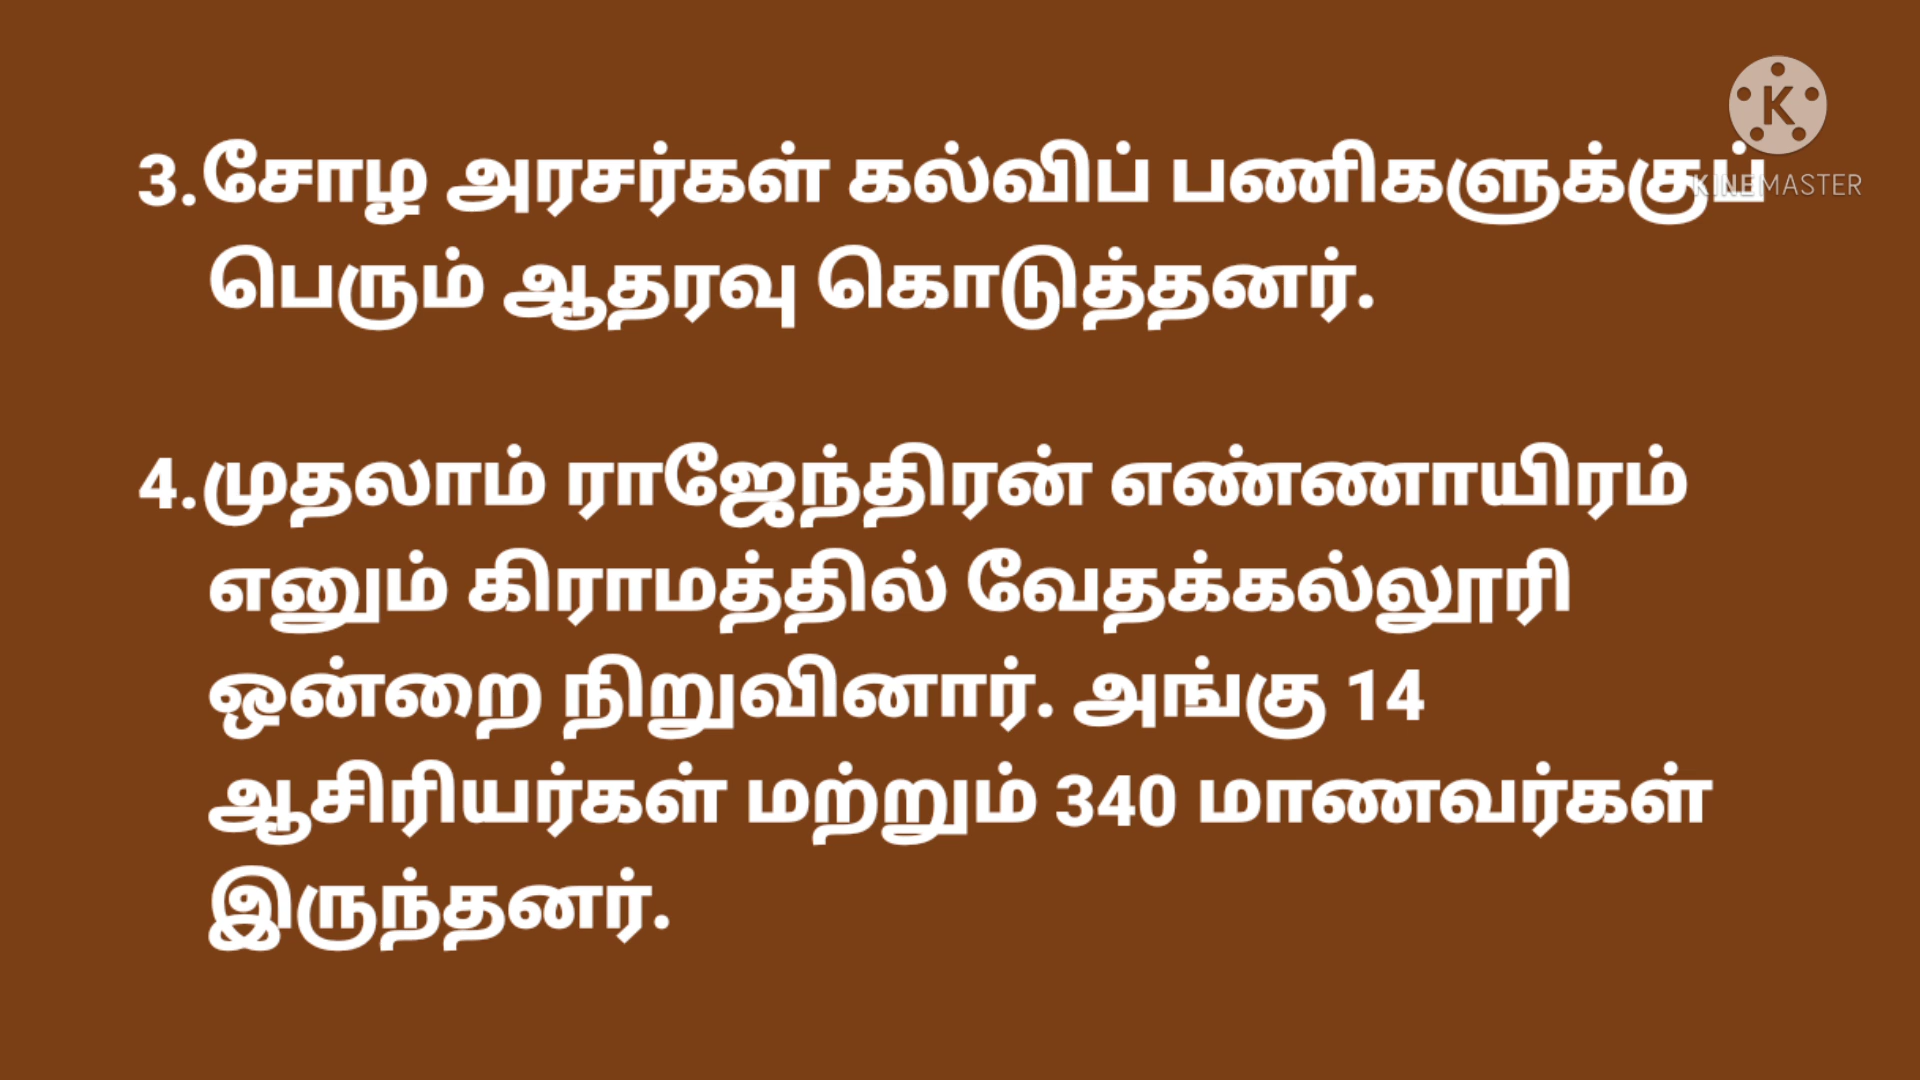 3.சோழ அரசர்கள் கல்விப் பணிகளுக்குப்
பெரும் ஆதரவு கொடுத்தனர்.
4.முதலாம் ராஜேந்திரன் எண்ணாயிரம்
எனும் கிராமத்தில் வேதக்கல்லூரி
ஒன்றை நிறுவினார். அங்கு 14
ஆசிரியர்கள் மற்றும் 340 மாணவர்கள்
இருந்தனர்.
K
KINEMASTER